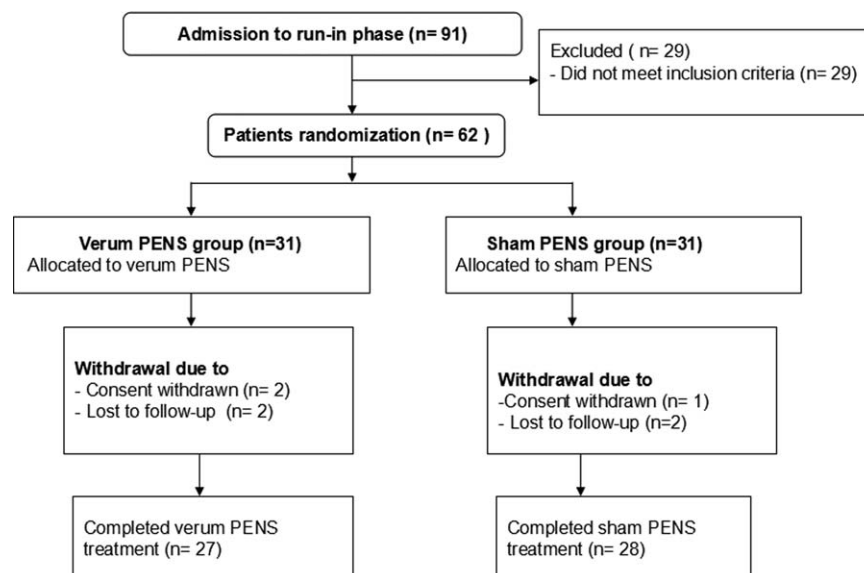 Admission to run-in phase (n= 91)
Excluded ( n= 29)
- Did not meet inclusion criteria (n= 29)
Patients randomization (n= 62 )
Verum PENS group (n=31)
Allocated to verum PENS
Sham PENS group (n=31)
Allocated to sham PENS
Withdrawal due to
- Consent withdrawn (n= 2)
- Lost to follow-up (n= 2)
Withdrawal due to
-Consent withdrawn (n= 1)
- Lost to follow-up (n=2)
Completed verum PENS
treatment (n= 27)
Completed sham PENS
treatment (n= 28)